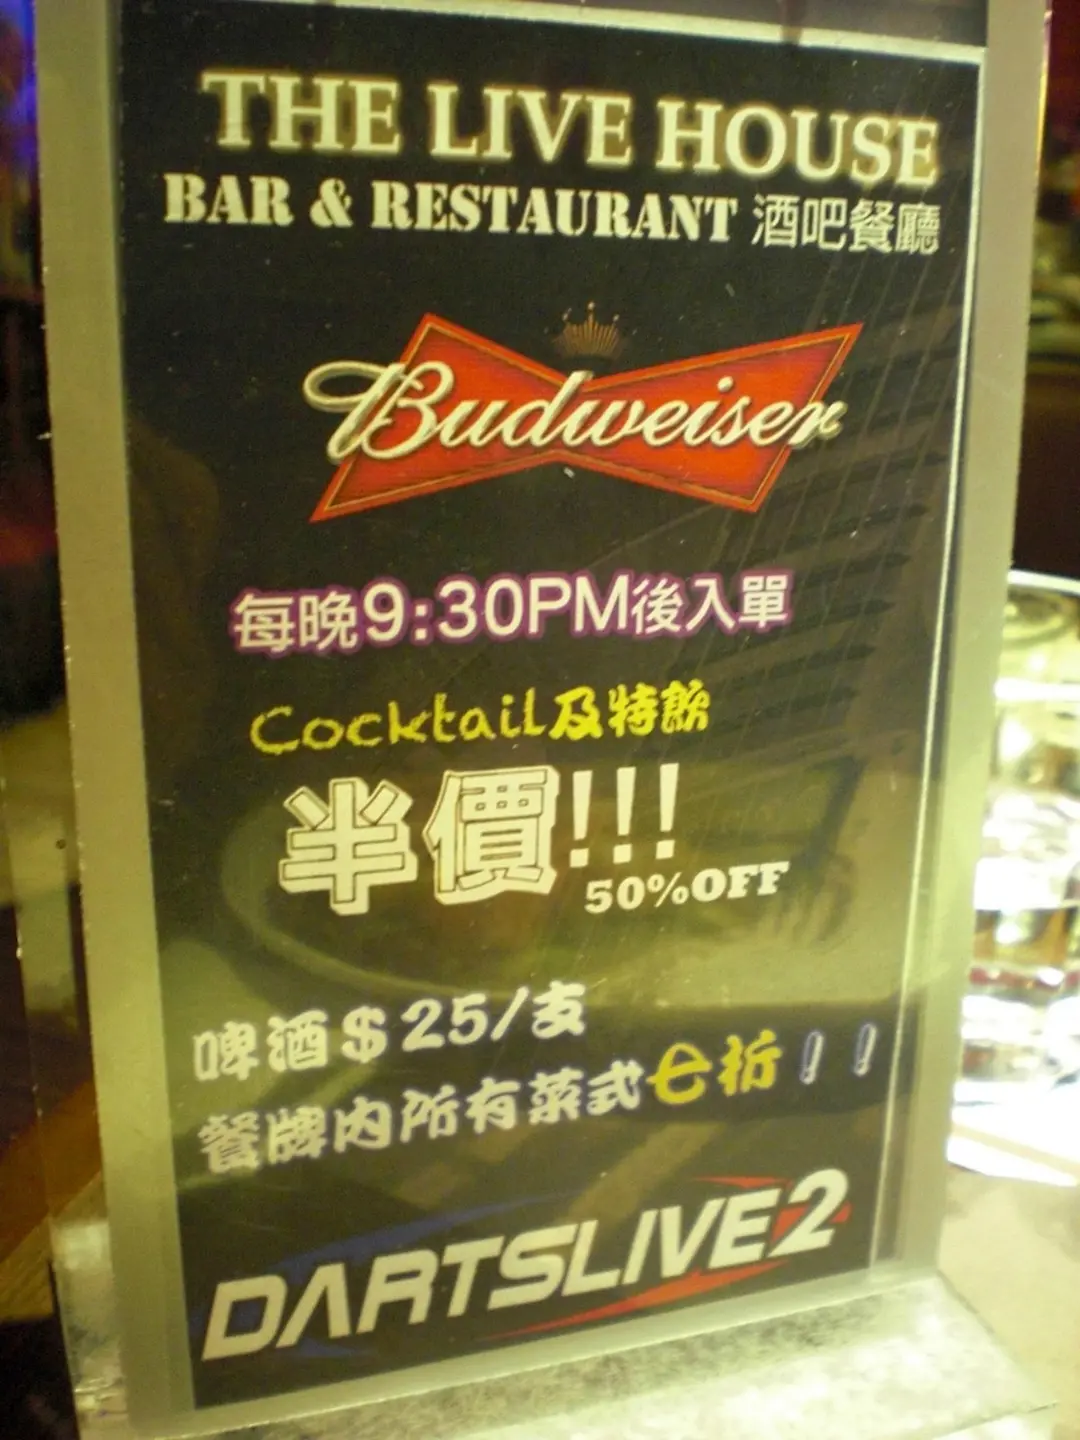 THE LIVE HOUSE
BAR & RESTAURANT 酒吧餐廳
Budweiser
每晚9:30PM後入單
Cocktail及特飲
半價!!!
50%OFF
啤酒$25/支
餐牌內所有菜式七折!!
DARTSLIVE2